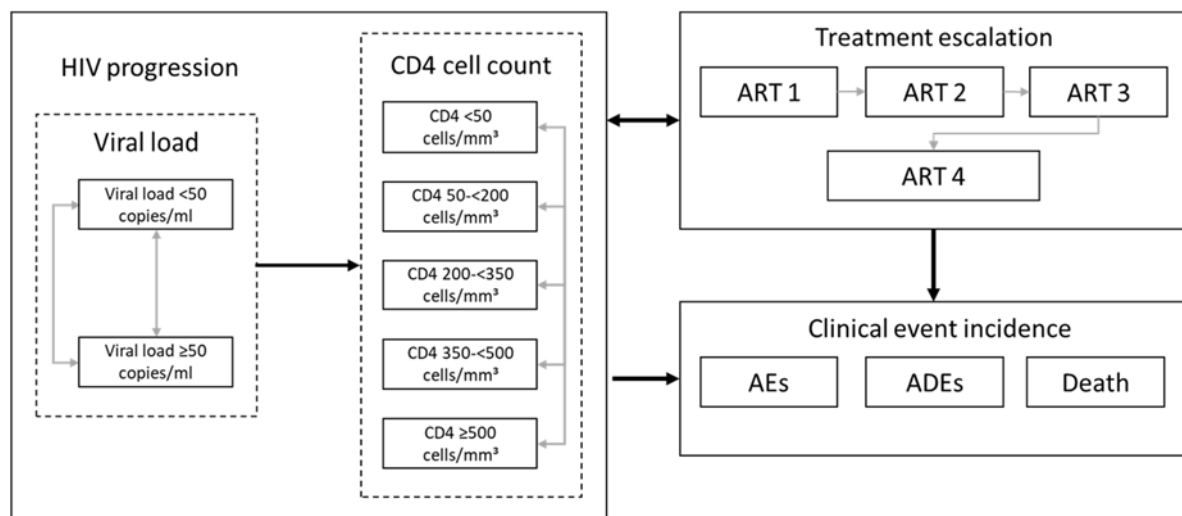 HIV progression
Viral load
Viral load <50
copies/ml
Viral load ≥50
copies/ml
CD4 cell count
CD4 <50
cells/mm³
CD4 50-<200
cells/mm³
CD4 200-<350
cells/mm³
CD4 350-<500
cells/mm³
CD4 ≥500
cells/mm³
Treatment escalation
ART 1
ART 2
ART 3
ART 4
Clinical event incidence
AEs
ADEs
Death